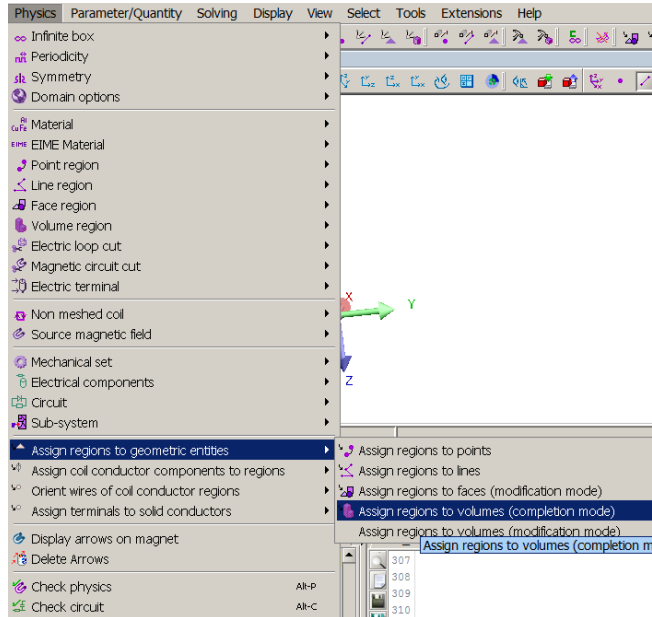 Physics Parameter/Quantity Solving Display View Select Tools Extensions Help
Infinite box
Periodicity
Symmetry
Domain options
Material
EIME Material
Point region
Line region
Face region
Volume region
Electric loop cut
Magnetic circuit cut
Electric terminal
Non meshed coil
Source magnetic field
Mechanical set
Electrical components
Circuit
Sub-system
Assign regions to geometric entities
Assign coil conductor components to regions
Orient wires of coil conductor regions
Assign terminals to solid conductors
Display arrows on magnet
Delete Arrows
Check physics Alt-P
Check circuit Alt-C
X
Y
Z
Assign regions to points
Assign regions to lines
Assign regions to faces (modification mode)
Assign regions to volumes (completion mode)
Assign regions to volumes (modification mode)
Assign regions to volumes (completion m
307
308
309
310